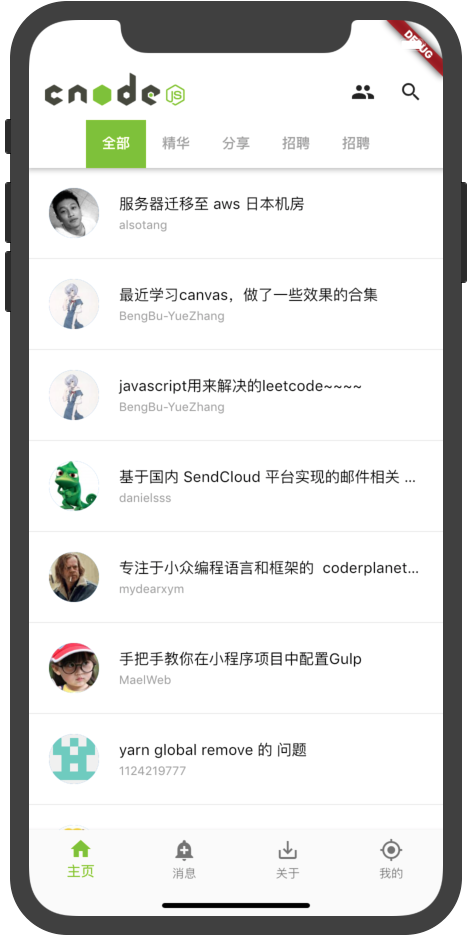 DEBUG
cnode JS
全部 精华 分享 招聘 招聘
服务器迁移至 aws 日本机房
alsotang
最近学习canvas，做了一些效果的合集
BengBu-YueZhang
javascript用来解决的leetcode~~~~
BengBu-YueZhang
基于国内 SendCloud 平台实现的邮件相关 ...
danielsss
专注于小众编程语言和框架的 coderplanet...
mydearxym
手把手教你在小程序项目中配置Gulp
MaelWeb
yarn global remove 的 问题
1124219777
主页 消息 关于 我的